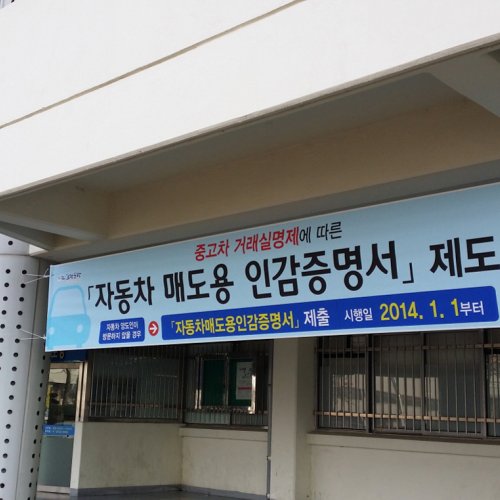 중고차 거래실명제에 따른
「자동차 매도용 인감증명서」 제도
자동차 양도인이
방문하지 않을 경우
「자동차매도용인감증명서」 제출 시행일 2014. 1. 1부터